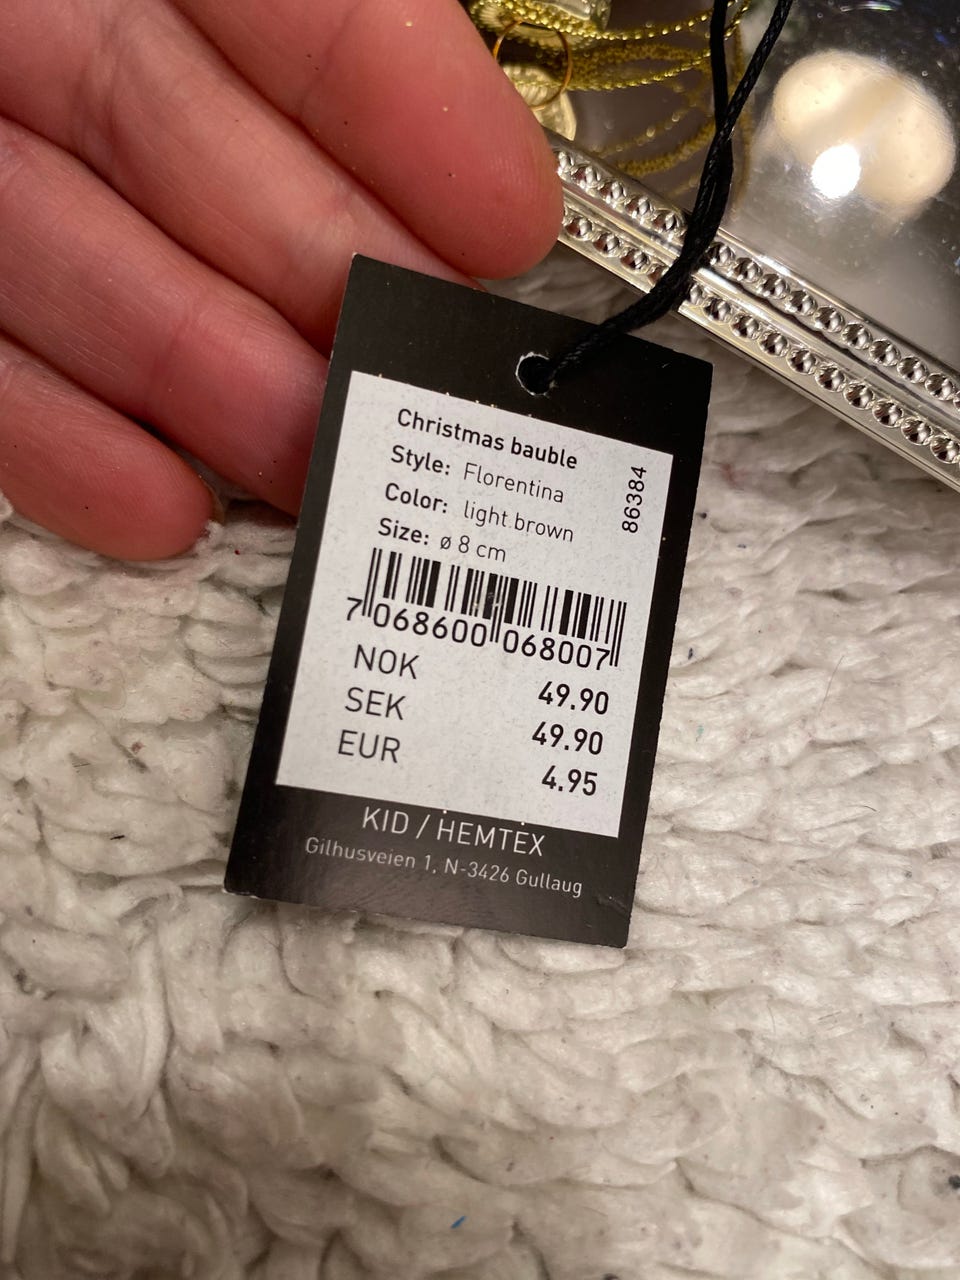 Christmas bauble
Style: Florentina
Color: light brown
Size: ø 8 cm
86384
7 068600 068007
NOK 49.90
SEK 49.90
EUR 4.95
KID / HEMTEX
Gilhusveien 1, N-3426 Gullaug